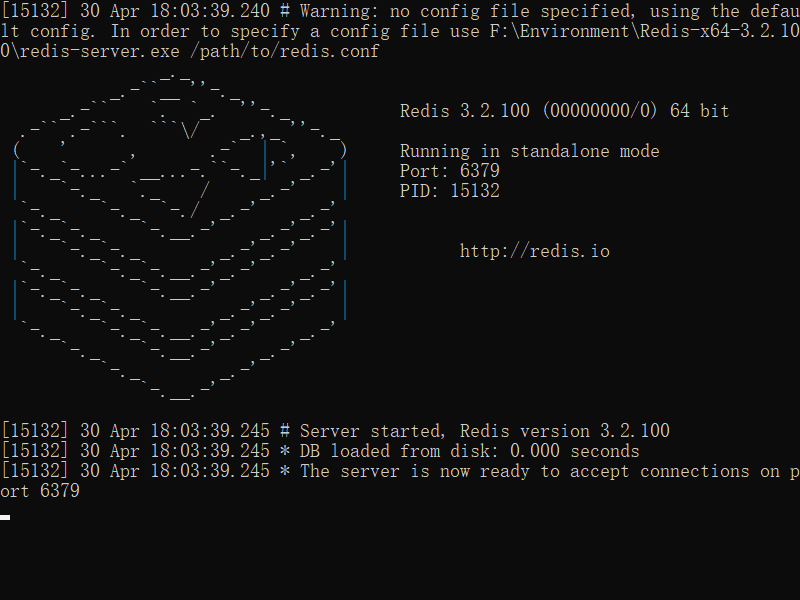 [15132] 30 Apr 18:03:39.240 # Warning: no config file specified, using the defau
lt config. In order to specify a config file use F:\Environment\Redis-x64-3.2.10
0\redis-server.exe /path/to/redis.conf
Redis 3.2.100 (00000000/0) 64 bit
Running in standalone mode
Port: 6379
PID: 15132
http://redis.io
[15132] 30 Apr 18:03:39.245 # Server started, Redis version 3.2.100
[15132] 30 Apr 18:03:39.245 * DB loaded from disk: 0.000 seconds
[15132] 30 Apr 18:03:39.245 * The server is now ready to accept connections on p
ort 6379